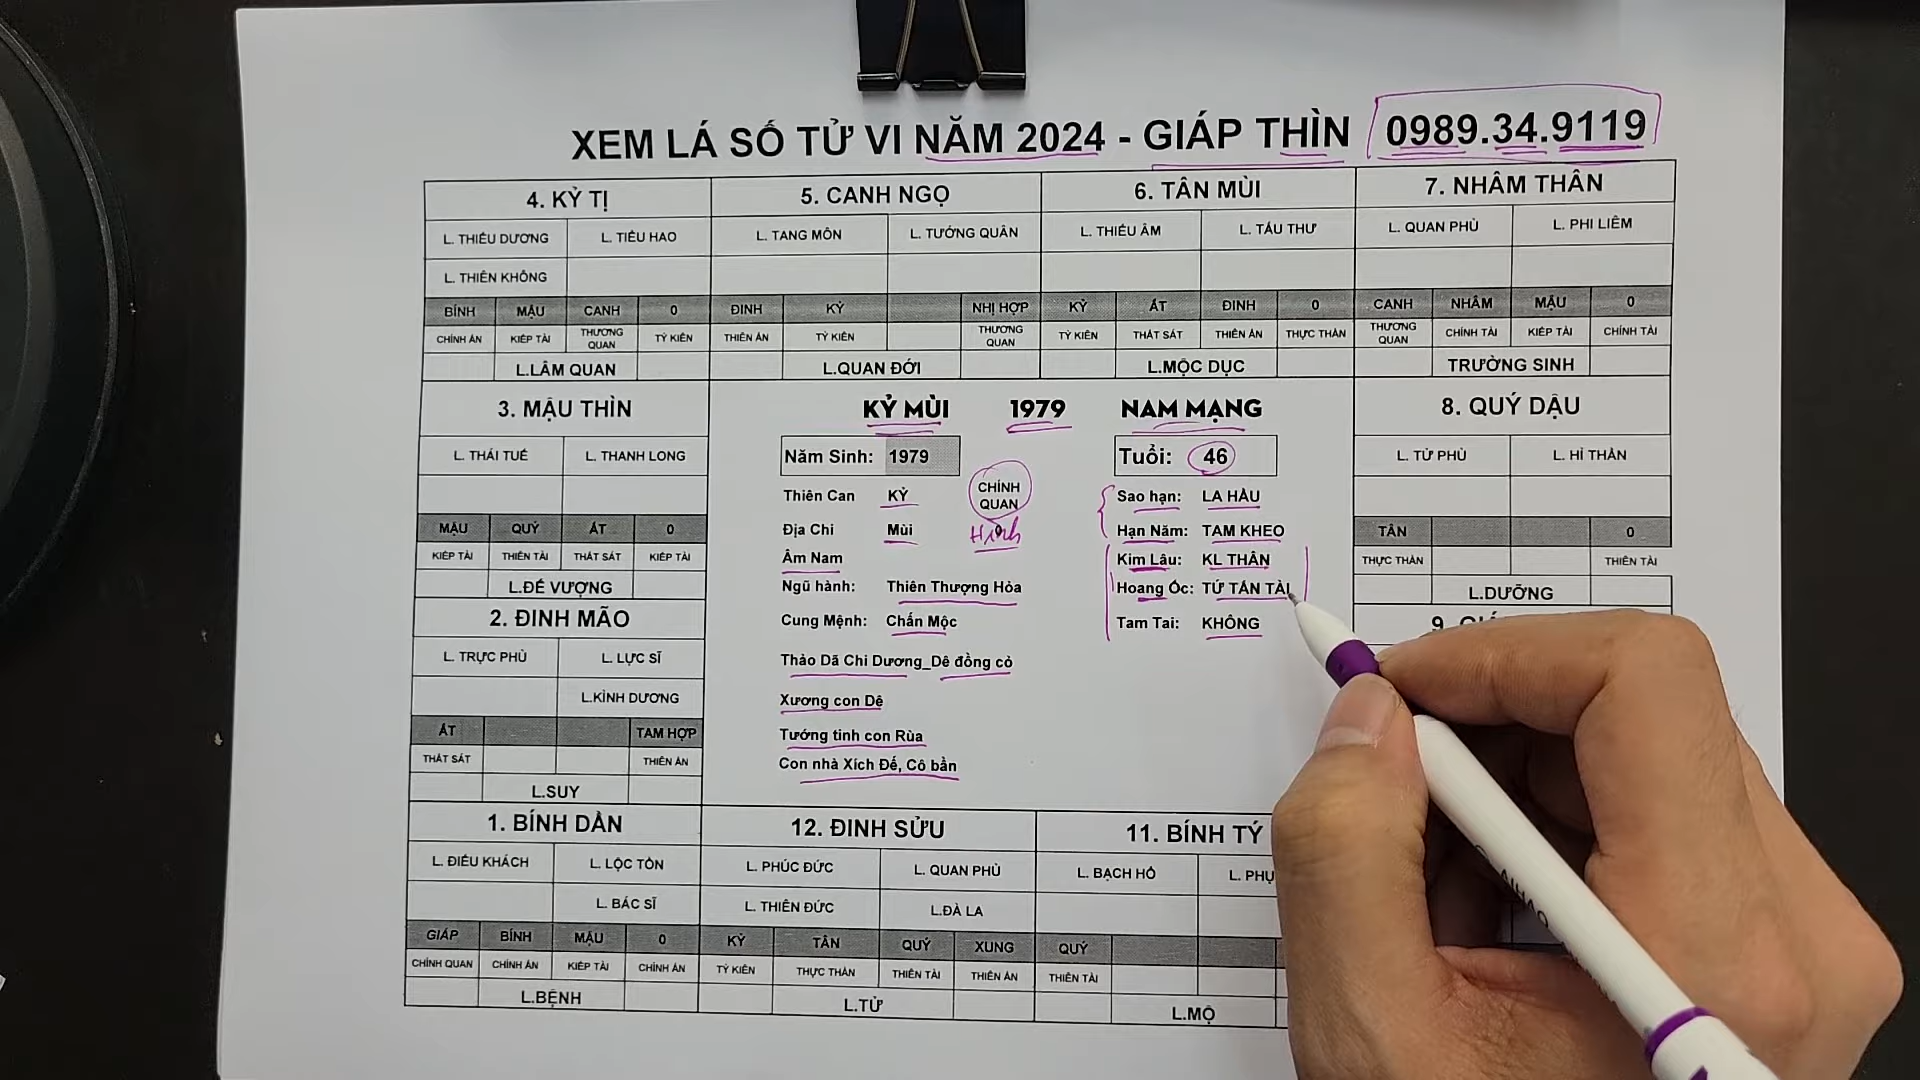 XEM LÁ SỐ TỬ VI NĂM 2024 - GIÁP THÌN 0989.34.9119
4. KỶ TỊ
L. THIẾU DƯƠNG L. TIỂU HAO
L. THIÊN KHÔNG
BÍNH MẬU CANH 0
CHÍNH ẤN KIẾP TÀI THƯƠNG QUAN TỶ KIÊN
L.LÂM QUAN
5. CANH NGỌ
L. TANG MÔN L. TƯỚNG QUÂN
ĐINH KỶ NHỊ HỢP
THIÊN ẤN TỶ KIÊN THƯƠNG QUAN
L.QUAN ĐỚI
6. TÂN MÙI
L. THIẾU ÂM L. TẤU THƯ
KỶ ẤT ĐINH 0
TỶ KIÊN THẤT SÁT THIÊN ẤN THỰC THẦN
L.MỘC DỤC
7. NHÂM THÂN
L. QUAN PHÙ L. PHI LIÊM
CANH NHÂM MẬU 0
THƯƠNG QUAN CHÍNH TÀI KIẾP TÀI CHÍNH TÀI
TRƯỜNG SINH
3. MẬU THÌN
L. THÁI TUẾ L. THANH LONG
MẬU QUÝ ẤT 0
KIẾP TÀI THIÊN TÀI THẤT SÁT KIẾP TÀI
L.ĐẾ VƯỢNG
KỶ MÙI 1979 NAM MẠNG
Năm Sinh: 1979 Tuổi: 46
Thiên Can KỶ CHÍNH QUAN Sao hạn: LA HẦU
Địa Chi Mùi Hình Hạn Năm: TAM KHEO
Âm Nam Kim Lâu: KL THÂN
Ngũ hành: Thiên Thượng Hỏa Hoang Ốc: TỨ TẤN TÀI
Cung Mệnh: Chấn Mộc Tam Tai: KHÔNG
Thảo Dã Chi Dương_Dê đồng cỏ
Xương con Dê
Tướng tinh con Rùa
Con nhà Xích Đế, Cô bần
8. QUÝ DẬU
L. TỬ PHÙ L. HỈ THẦN
TÂN 0
THỰC THẦN THIÊN TÀI
L.DƯỠNG
2. ĐINH MÃO
L. TRỰC PHÙ L. LỰC SĨ
L.KÌNH DƯƠNG
ẤT TAM HỢP
THẤT SÁT THIÊN ẤN
L.SUY
9.
1. BÍNH DẦN
L. ĐIẾU KHÁCH L. LỘC TỒN
L. BÁC SĨ
GIÁP BÍNH MẬU 0
CHÍNH QUAN CHÍNH ẤN KIẾP TÀI CHÍNH ẤN
L.BỆNH
12. ĐINH SỬU
L. PHÚC ĐỨC L. QUAN PHÙ
L. THIÊN ĐỨC L.ĐÀ LA
KỶ TÂN QUÝ XUNG
TỶ KIÊN THỰC THẦN THIÊN TÀI THIÊN ẤN
L.TỬ
11. BÍNH TÝ
L. BẠCH HỔ L. PHỤ
QUÝ
THIÊN TÀI
L.MỘ